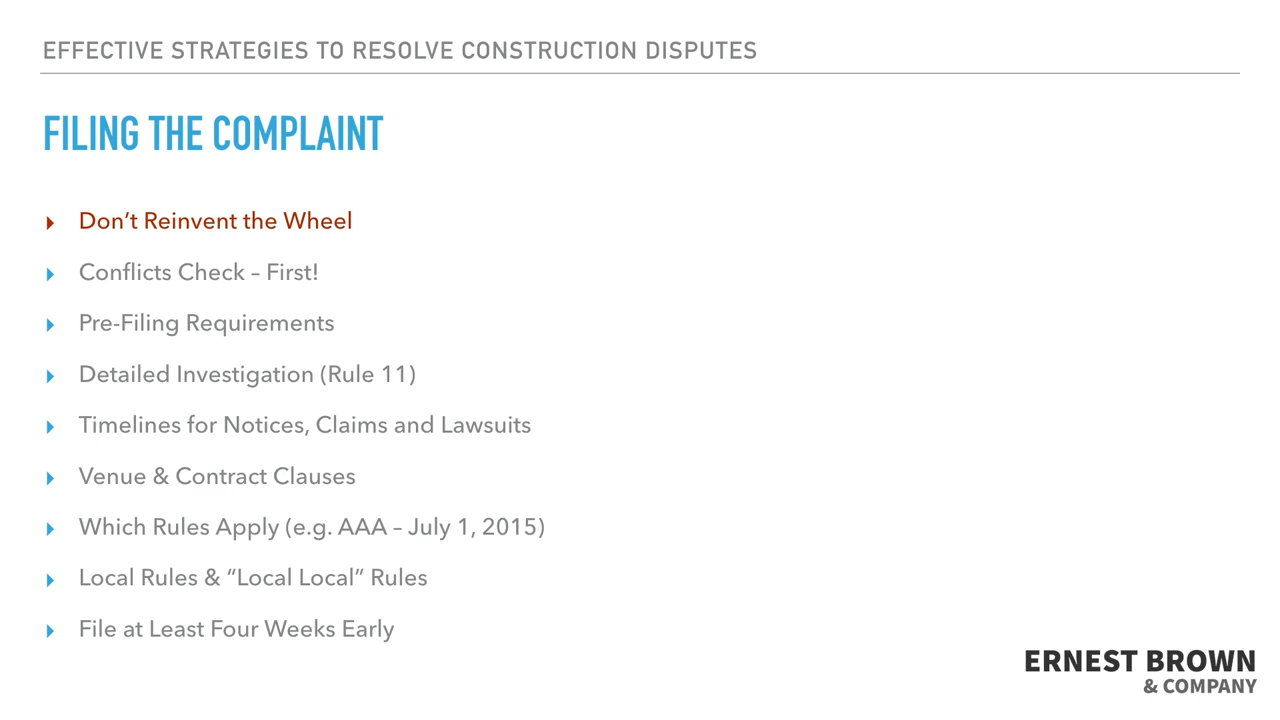 EFFECTIVE STRATEGIES TO RESOLVE CONSTRUCTION DISPUTES
FILING THE COMPLAINT
▸ Don’t Reinvent the Wheel
▸ Conflicts Check – First!
▸ Pre-Filing Requirements
▸ Detailed Investigation (Rule 11)
▸ Timelines for Notices, Claims and Lawsuits
▸ Venue & Contract Clauses
▸ Which Rules Apply (e.g. AAA – July 1, 2015)
▸ Local Rules & “Local Local” Rules
▸ File at Least Four Weeks Early
ERNEST BROWN
& COMPANY